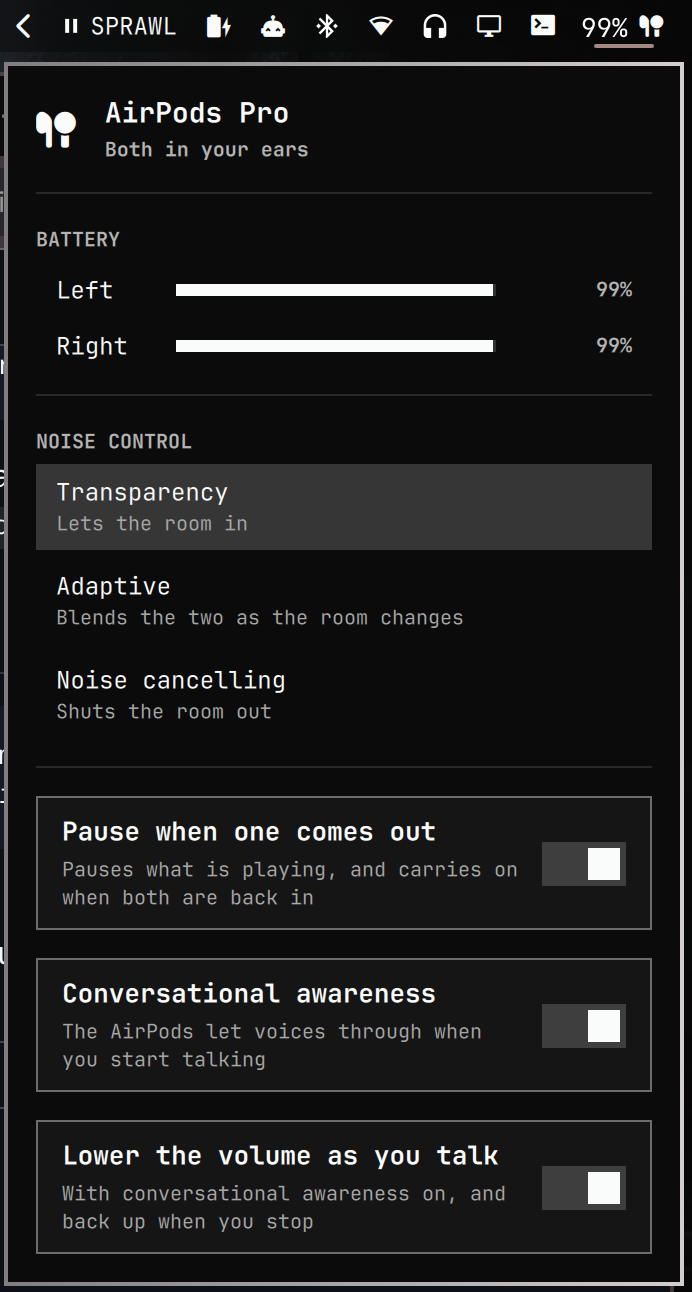 SPRAWL 99%
AirPods Pro
Both in your ears
BATTERY
Left 99%
Right 99%
NOISE CONTROL
Transparency
Lets the room in
Adaptive
Blends the two as the room changes
Noise cancelling
Shuts the room out
Pause when one comes out
Pauses what is playing, and carries on
when both are back in
Conversational awareness
The AirPods let voices through when
you start talking
Lower the volume as you talk
With conversational awareness on, and
back up when you stop